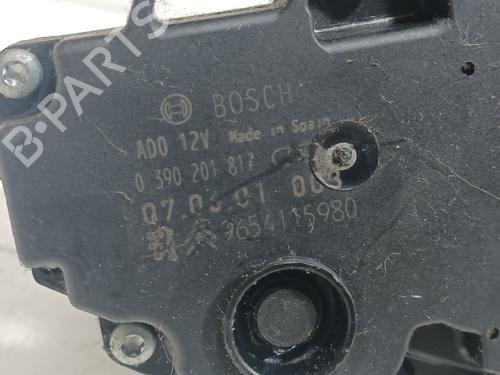 B-PARTS
BOSCH
ADO 12V Made in Spain
0 390 201 817
9654115980